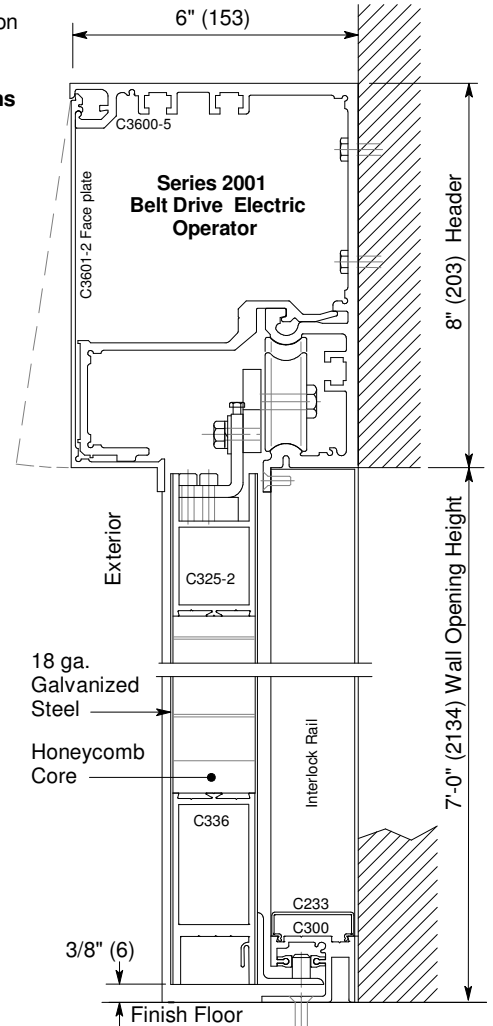 on
6" (153)
ns
C3600-5
Series 2001
Belt Drive Electric
Operator
C3601-2 Face plate
8" (203) Header
Exterior
C325-2
18 ga.
Galvanized
Steel
Honeycomb
Core
Interlock Rail
7'-0" (2134) Wall Opening Height
C336
C233
C300
3/8" (6)
Finish Floor